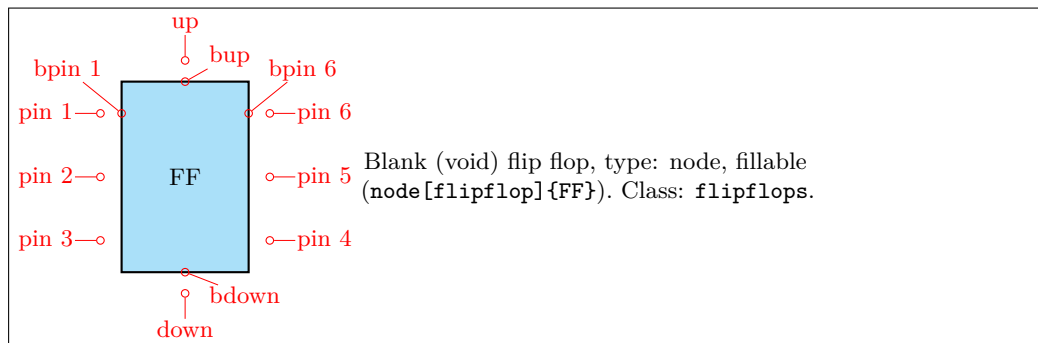 up
bup
bpin 1
bpin 6
pin 1
pin 6
Blank (void) flip flop, type: node, fillable
pin 2
FF
pin 5
(node[flipflop]{FF}). Class: flipflops.
pin 3
pin 4
bdown
down